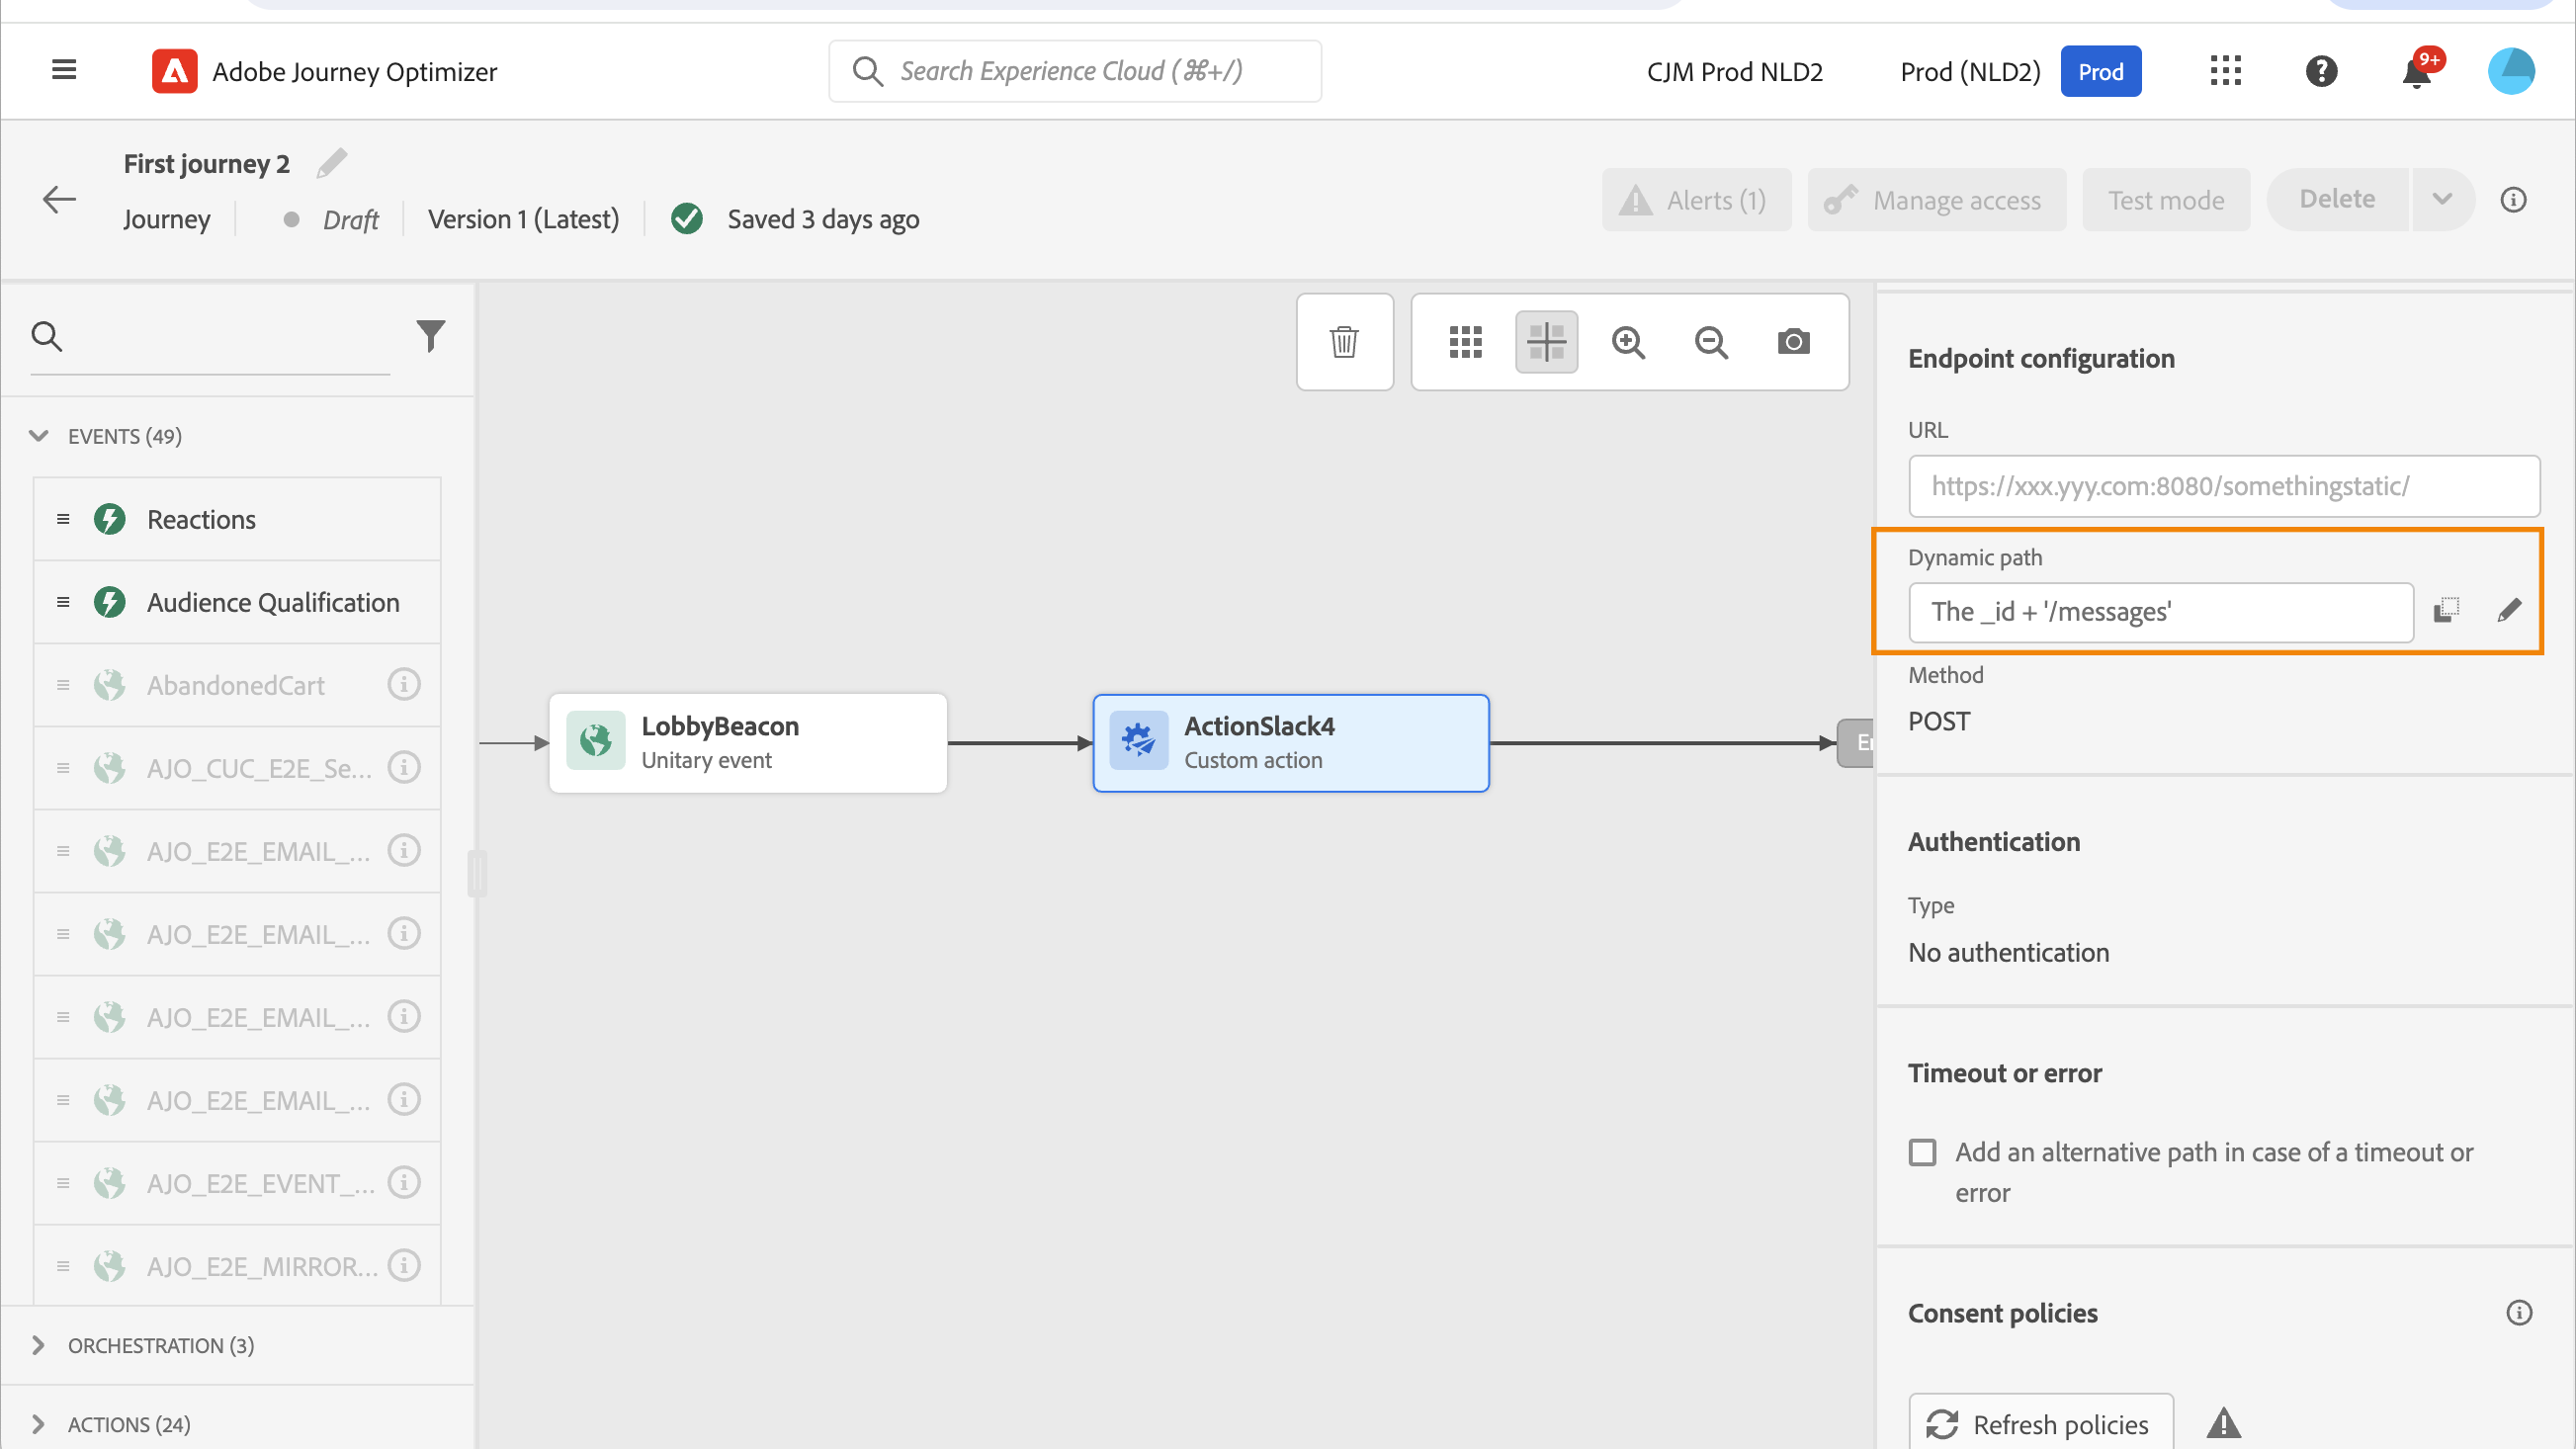 Adobe Journey Optimizer
Search Experience Cloud (⌘+/)
CJM Prod NLD2
Prod (NLD2)
Prod
9+
First journey 2
Journey
Draft
Version 1 (Latest)
Saved 3 days ago
Alerts (1)
Manage access
Test mode
Delete
EVENTS (49)
Reactions
Audience Qualification
AbandonedCart
AJO_CUC_E2E_Se...
AJO_E2E_EMAIL_...
AJO_E2E_EMAIL_...
AJO_E2E_EMAIL_...
AJO_E2E_EMAIL_...
AJO_E2E_EVENT_...
AJO_E2E_MIRROR...
ORCHESTRATION (3)
ACTIONS (24)
LobbyBeacon
Unitary event
ActionSlack4
Custom action
Endpoint configuration
URL
https://xxx.yyy.com:8080/somethingstatic/
Dynamic path
The _id + '/messages'
Method
POST
Authentication
Type
No authentication
Timeout or error
Add an alternative path in case of a timeout or
error
Consent policies
Refresh policies